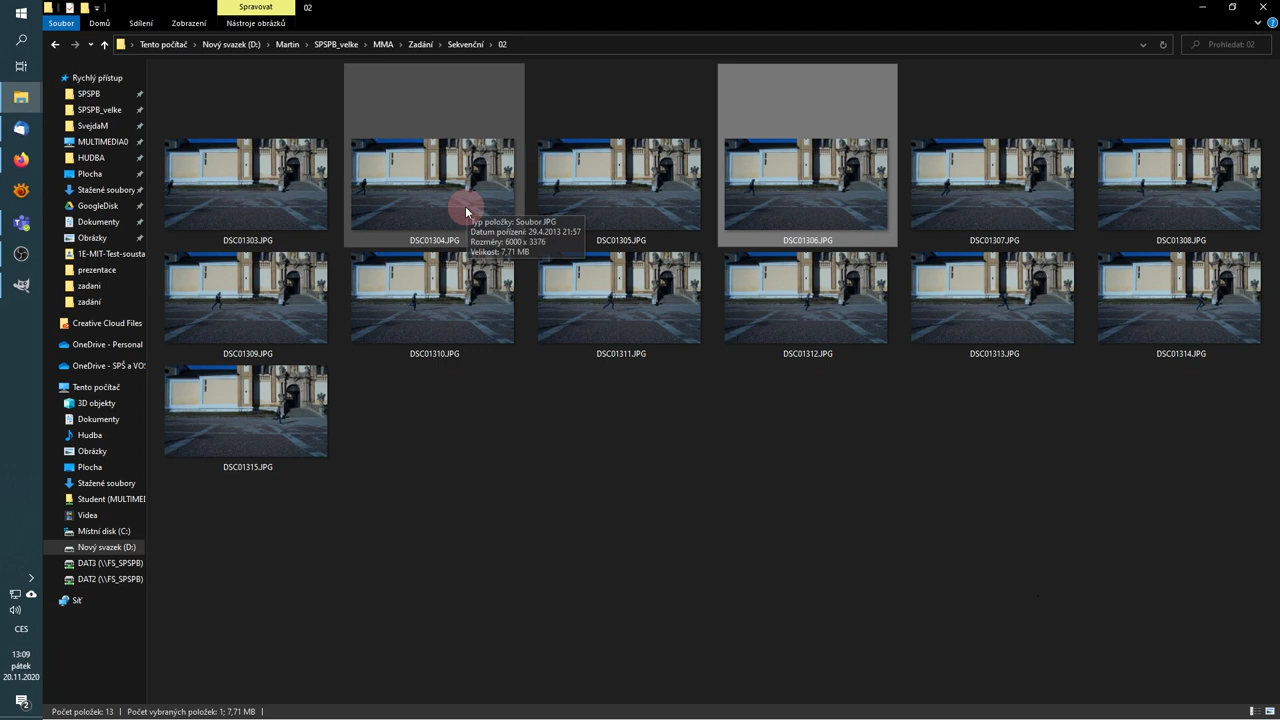 Spravovat
02
Soubor
Domů
Sdílení
Zobrazení
Nástroje obrázků
Tento počítač
Nový svazek (D:)
Martin
SPSPB_velke
MMA
Zadání
Sekvenční
02
Prohledat: 02
Rychlý přístup
SPSPB
SPSPB_velke
SvejdaM
MULTIMEDIA0
HUDBA
Plocha
Stažené soubory
GoogleDisk
Dokumenty
Obrázky
1E-MIT-Test-sousta
prezentace
zadani
zadání
Creative Cloud Files
OneDrive - Personal
OneDrive - SPŠ a VOŠ
Tento počítač
3D objekty
Dokumenty
Hudba
Obrázky
Plocha
Stažené soubory
Student (MULTIMEI
Videa
Místní disk (C:)
Nový svazek (D:)
DAT3 (\\FS_SPSPB)
DAT2 (\\FS_SPSPB)
Síť
DSC01303.JPG
DSC01304.JPG
DSC01305.JPG
DSC01306.JPG
DSC01307.JPG
DSC01308.JPG
Typ položky: Soubor JPG
Datum pořízení: 29.4.2013 21:57
Rozměry: 6000 x 3376
Velikost: 7,71 MB
DSC01309.JPG
DSC01310.JPG
DSC01311.JPG
DSC01312.JPG
DSC01313.JPG
DSC01314.JPG
DSC01315.JPG
CES
13:09
pátek
20.11.2020
2
Počet položek: 13
Počet vybraných položek: 1; 7,71 MB